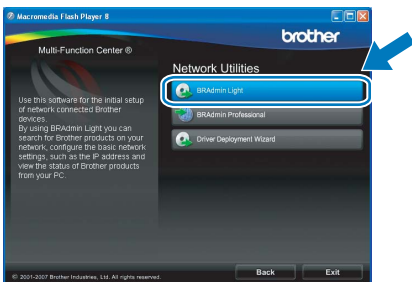 Macromedia Flash Player 8
brother
Multi-Function Center ®
Network Utilities
BRAdmin Light
BRAdmin Professional
Driver Deployment Wizard
Use this software for the initial setup
of network connected Brother
devices.
By using BRAdmin Light you can
search for Brother products on your
network, configure the basic network
settings, such as the IP address and
view the status of Brother products
from your PC.
© 2001-2007 Brother Industries, Ltd. All rights reserved.
Back
Exit